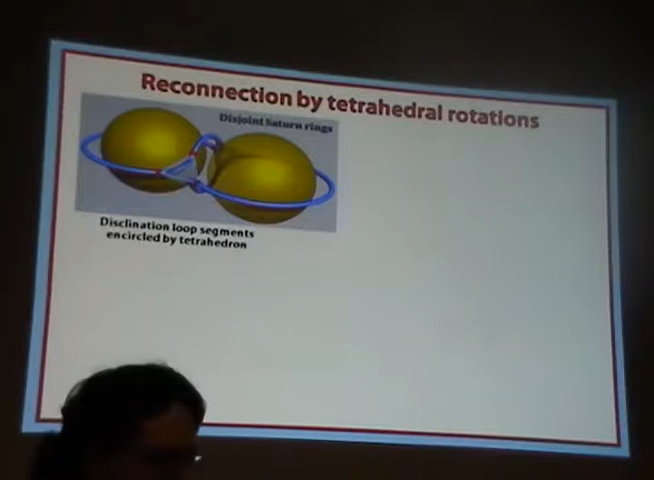 Reconnection by tetrahedral rotations
Disjoint Saturn rings
Disclination loop segments
encircled by tetrahedron